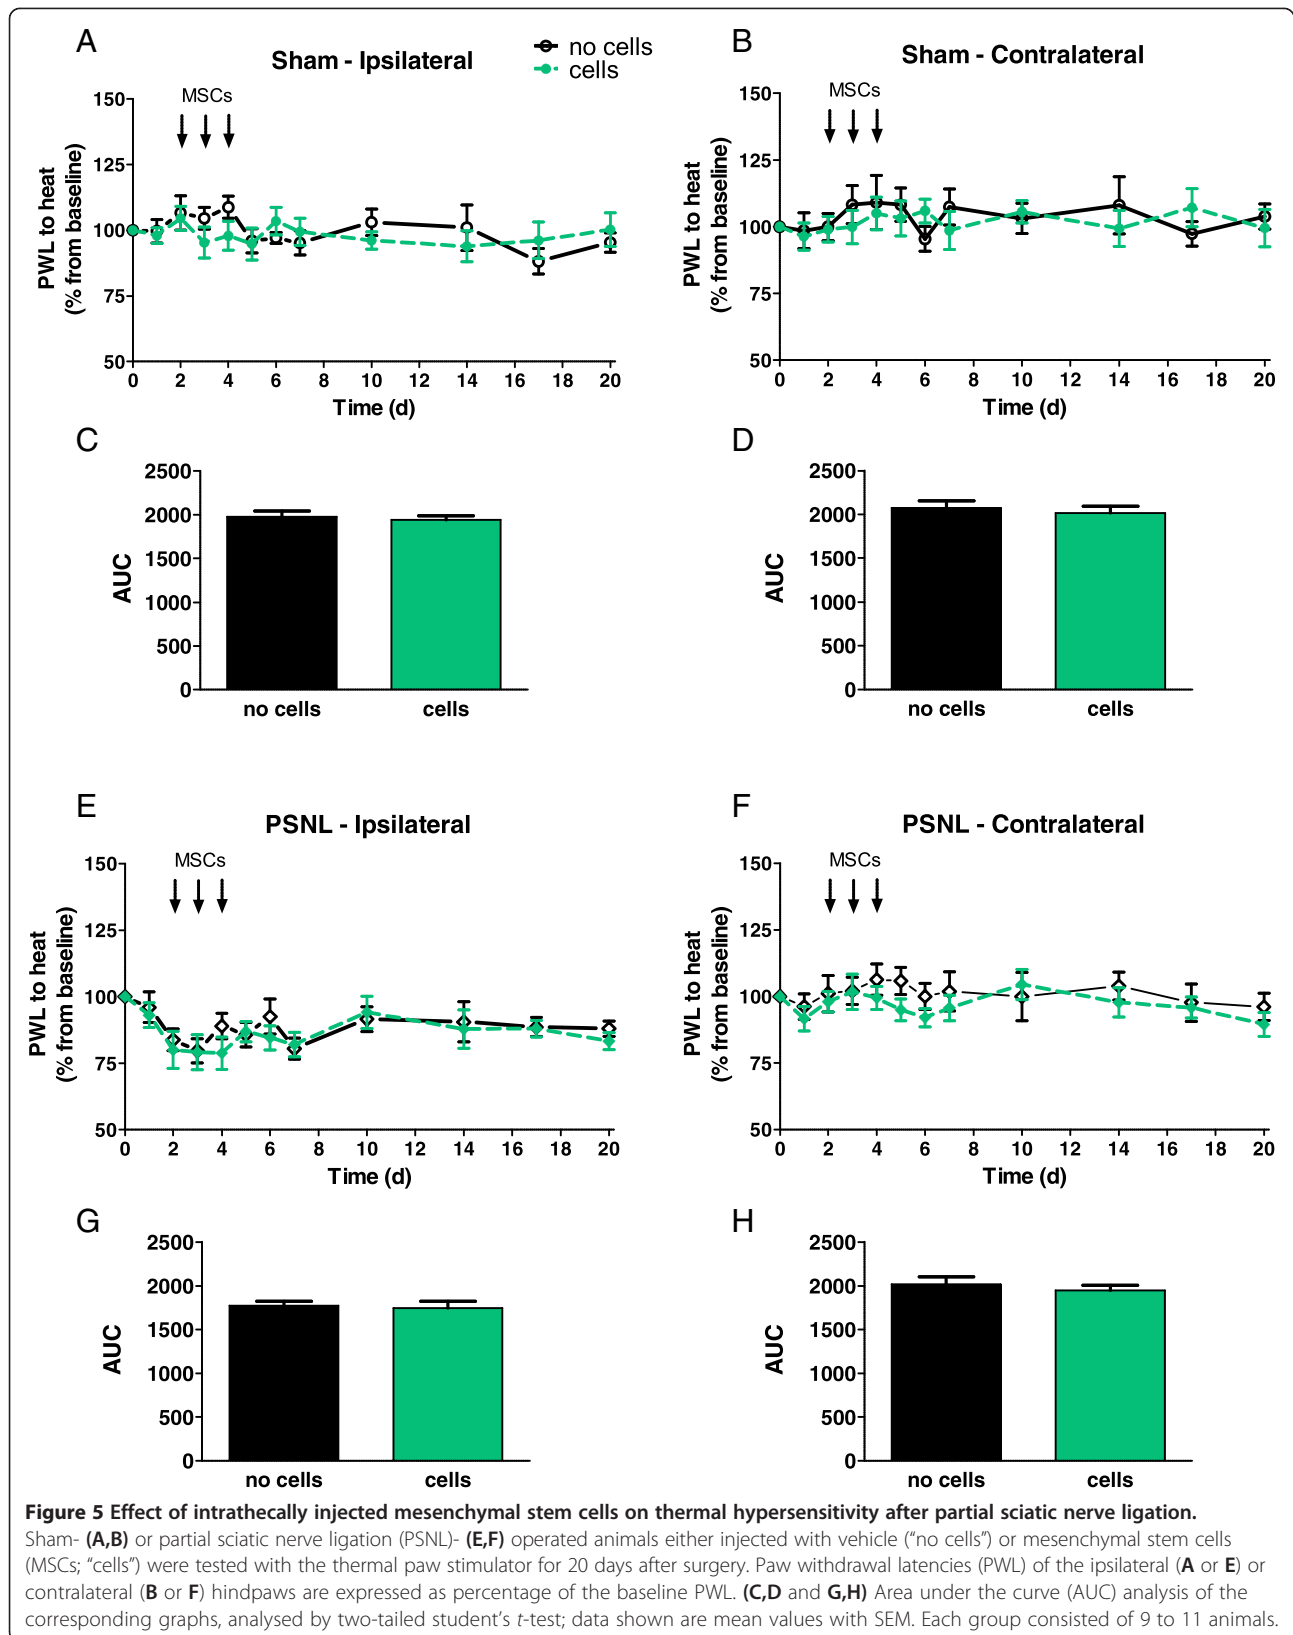 A
Sham - Ipsilateral
no cells
cells
MSCs
150
125
100
75
50
PWL to heat
(% from baseline)
0 2 4 6 8 10 12 14 16 18 20
Time (d)
B
Sham - Contralateral
MSCs
150
125
100
75
50
PWL to heat
(% from baseline)
0 2 4 6 8 10 12 14 16 18 20
Time (d)
C
2500
2000
1500
1000
500
0
AUC
no cells cells
D
2500
2000
1500
1000
500
0
AUC
no cells cells
E
PSNL - Ipsilateral
MSCs
150
125
100
75
50
PWL to heat
(% from baseline)
0 2 4 6 8 10 12 14 16 18 20
Time (d)
F
PSNL - Contralateral
MSCs
150
125
100
75
50
PWL to heat
(% from baseline)
0 2 4 6 8 10 12 14 16 18 20
Time (d)
G
2500
2000
1500
1000
500
0
AUC
no cells cells
H
2500
2000
1500
1000
500
0
AUC
no cells cells
Figure 5 Effect of intrathecally injected mesenchymal stem cells on thermal hypersensitivity after partial sciatic nerve ligation.
Sham- (A,B) or partial sciatic nerve ligation (PSNL)- (E,F) operated animals either injected with vehicle (“no cells”) or mesenchymal stem cells
(MSCs; “cells”) were tested with the thermal paw stimulator for 20 days after surgery. Paw withdrawal latencies (PWL) of the ipsilateral (A or E) or
contralateral (B or F) hindpaws are expressed as percentage of the baseline PWL. (C,D and G,H) Area under the curve (AUC) analysis of the
corresponding graphs, analysed by two-tailed student’s t-test; data shown are mean values with SEM. Each group consisted of 9 to 11 animals.